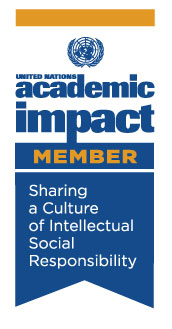 UNITED NATIONS
academic
impact
MEMBER
Sharing
a Culture
of Intellectual
Social
Responsibility